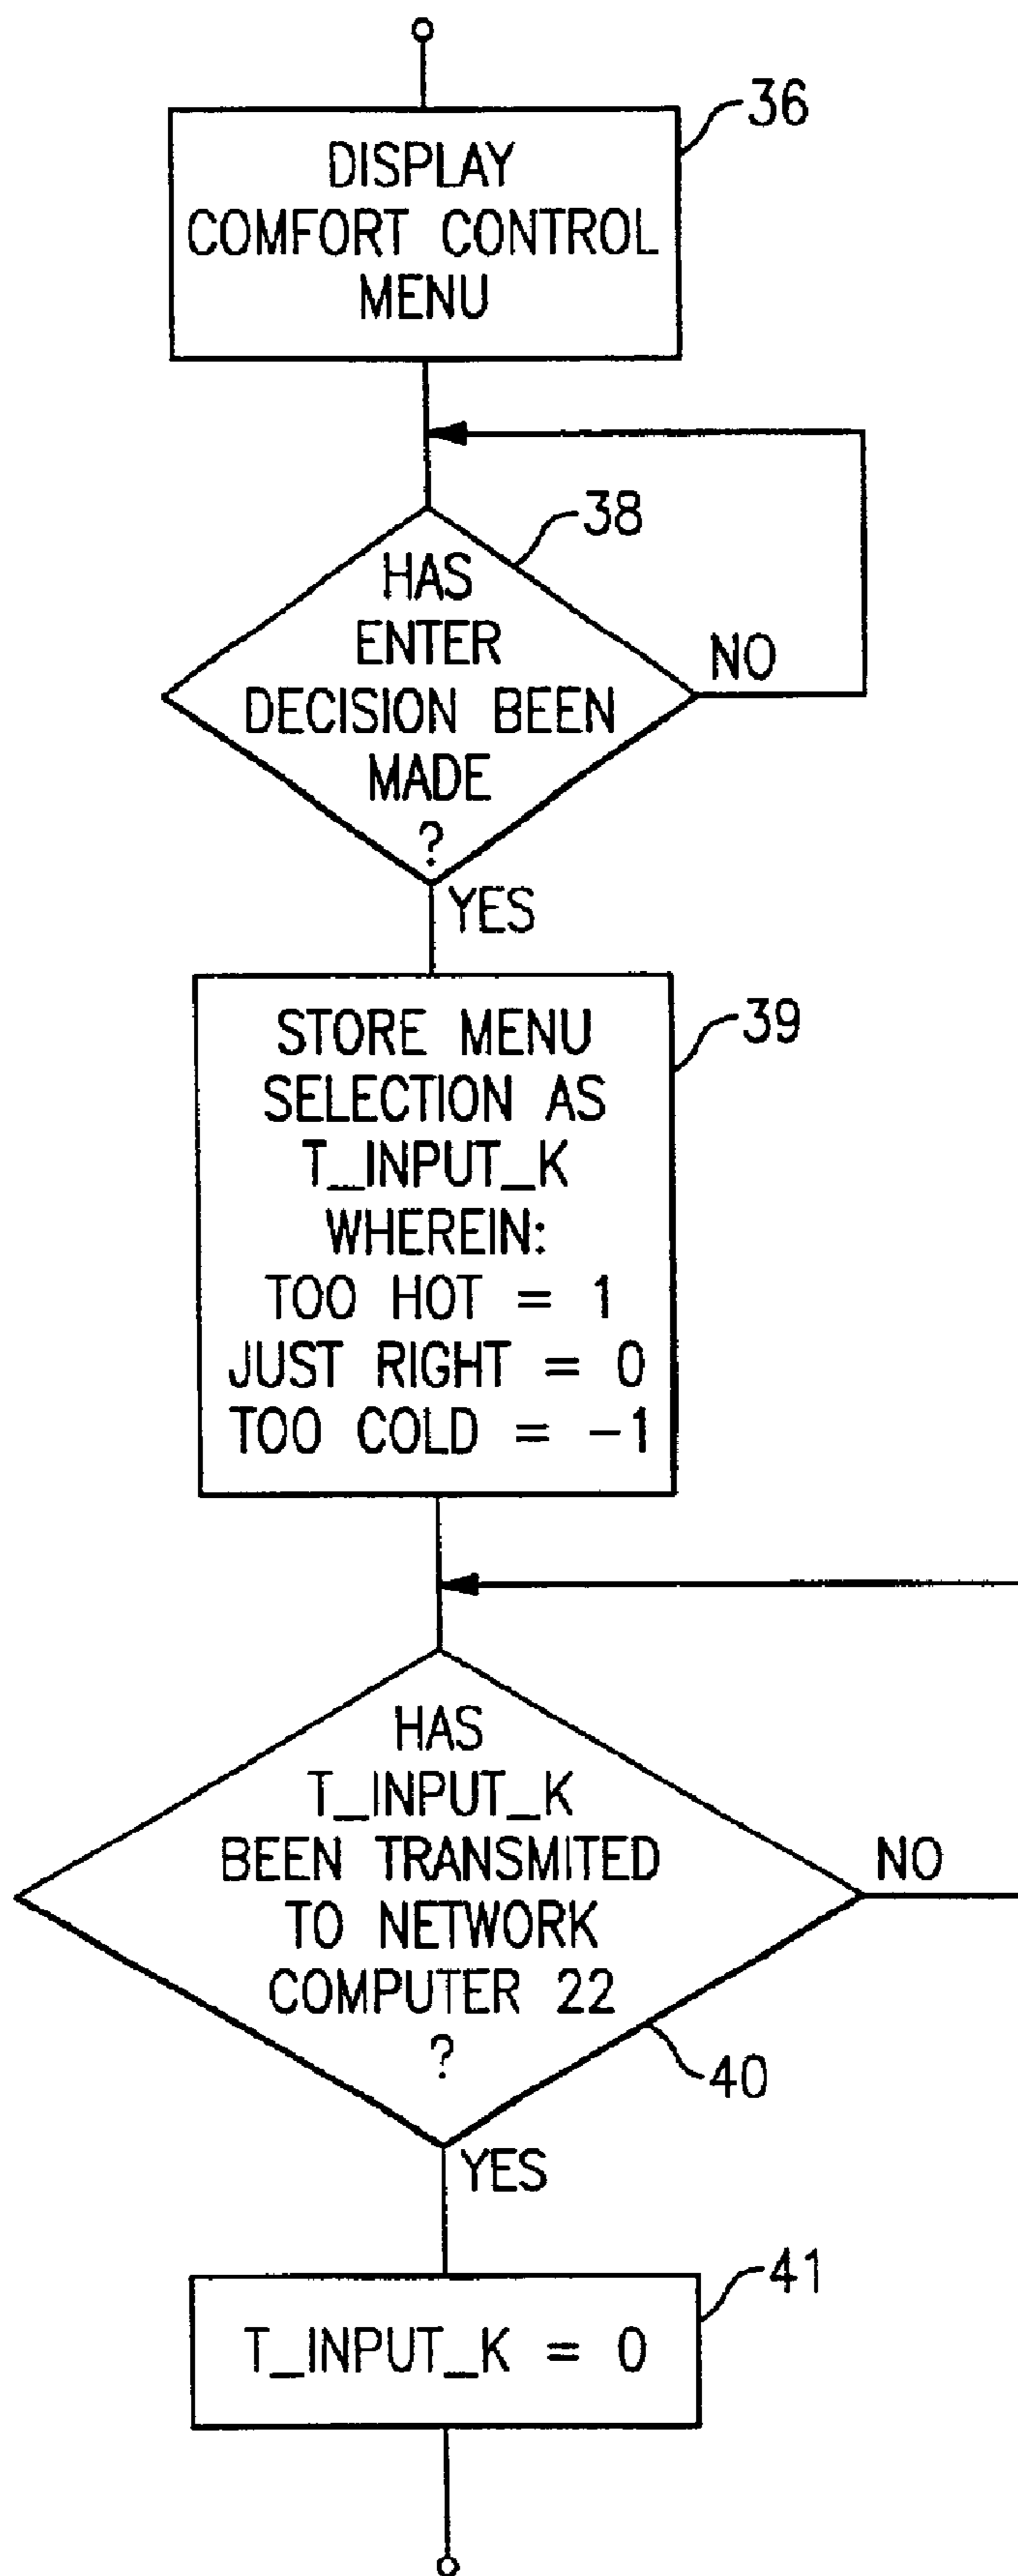 36
DISPLAY
COMFORT CONTROL
MENU
38
HAS
ENTER
DECISION BEEN
MADE
?
NO
YES
39
STORE MENU
SELECTION AS
T_INPUT_K
WHEREIN:
TOO HOT = 1
JUST RIGHT = 0
TOO COLD = -1
HAS
T_INPUT_K
BEEN TRANSMITED
TO NETWORK
COMPUTER 22
?
NO
40
YES
41
T_INPUT_K = 0